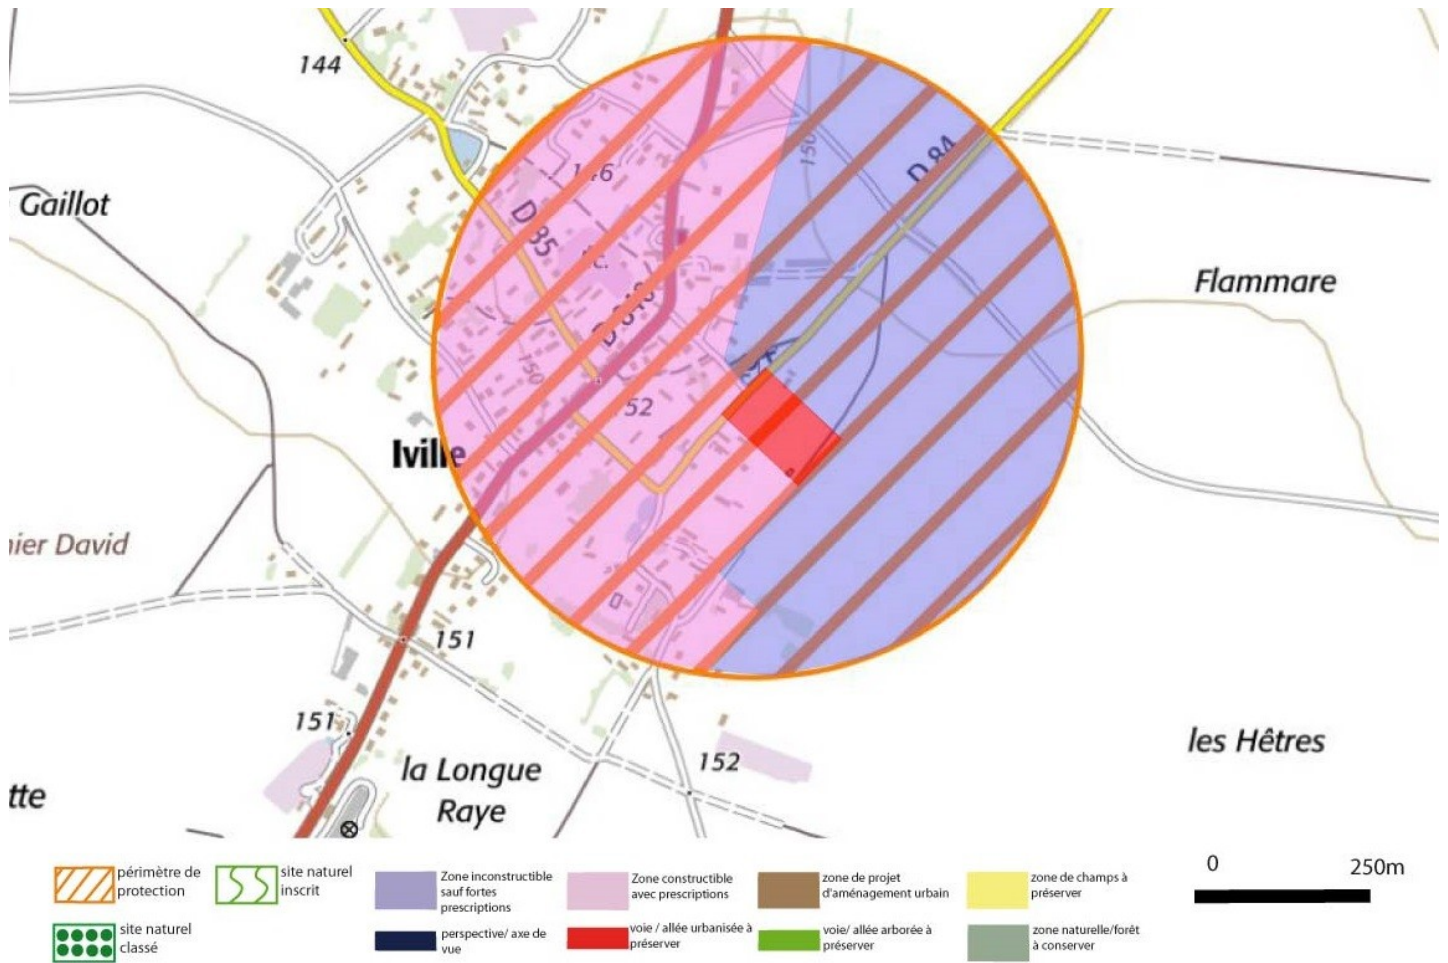 144
146
150
D 84
Gaillot
D 85
Flammare
150
52
Iville
nier David
151
151
152
les Hêtres
la Longue
Raye
tte
0 250m
périmètre de
protection
site naturel
inscrit
Zone inconstructible
sauf fortes
prescriptions
Zone constructible
avec prescriptions
zone de projet
d'aménagement urbain
zone de champs à
préserver
site naturel
classé
perspective/ axe de
vue
voie / allée urbanisée à
préserver
voie/ allée arborée à
préserver
zone naturelle/forêt
à conserver